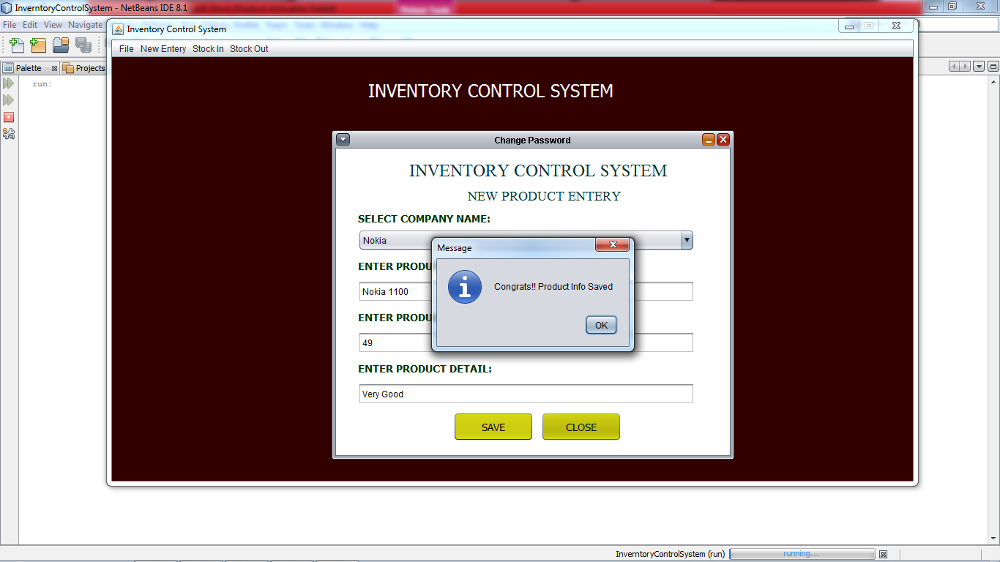 InverntoryControlSystem - NetBeans IDE 8.1
File Edit View Navigate
Inventory Control System
File New Entery Stock In Stock Out
Palette Projects
run:
INVENTORY CONTROL SYSTEM
Change Password
INVENTORY CONTROL SYSTEM
NEW PRODUCT ENTERY
SELECT COMPANY NAME:
Nokia
Message
ENTER PRODU
Congrats!! Product Info Saved
Nokia 1100
ENTER PRODU
OK
49
ENTER PRODUCT DETAIL:
Very Good
SAVE CLOSE
InverntoryControlSystem (run) running...